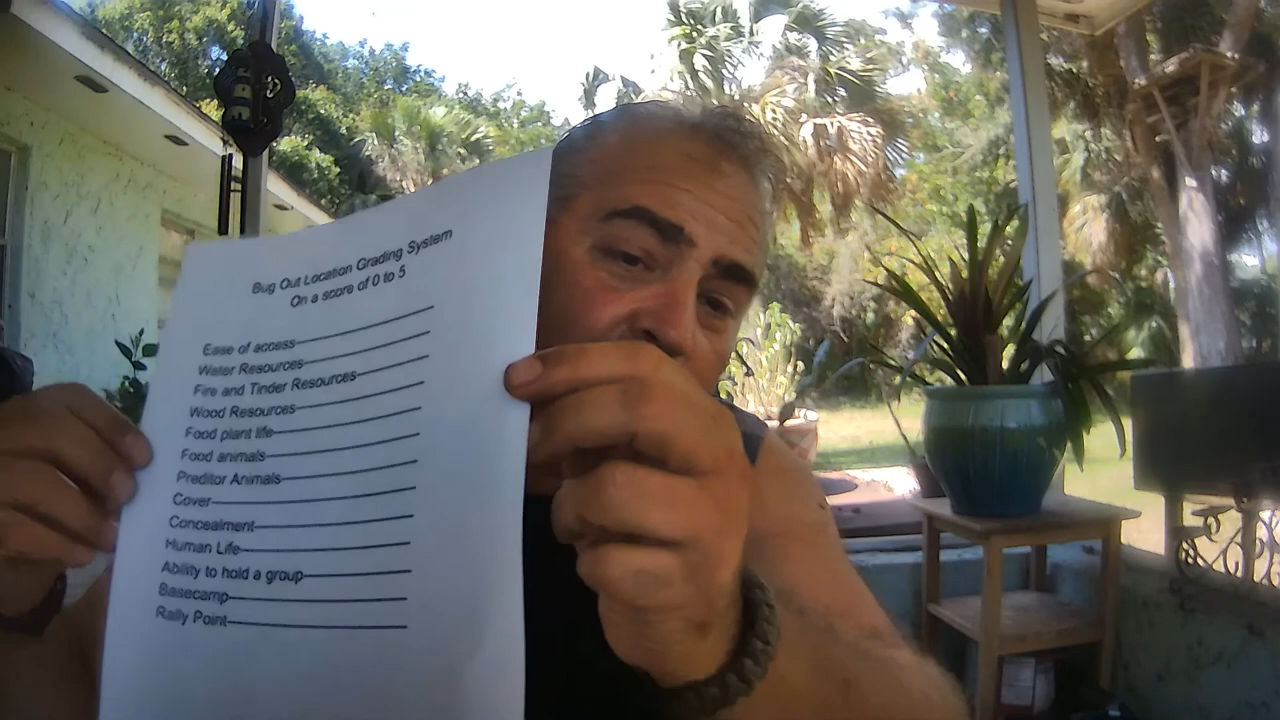 Bug Out Location Grading System
On a score of 0 to 5
Ease of access
Water Resources
Fire and Tinder Resources
Wood Resources
Food plant life
Food animals
Preditor Animals
Cover
Concealment
Human Life
Ability to hold a group
Basecamp
Rally Point